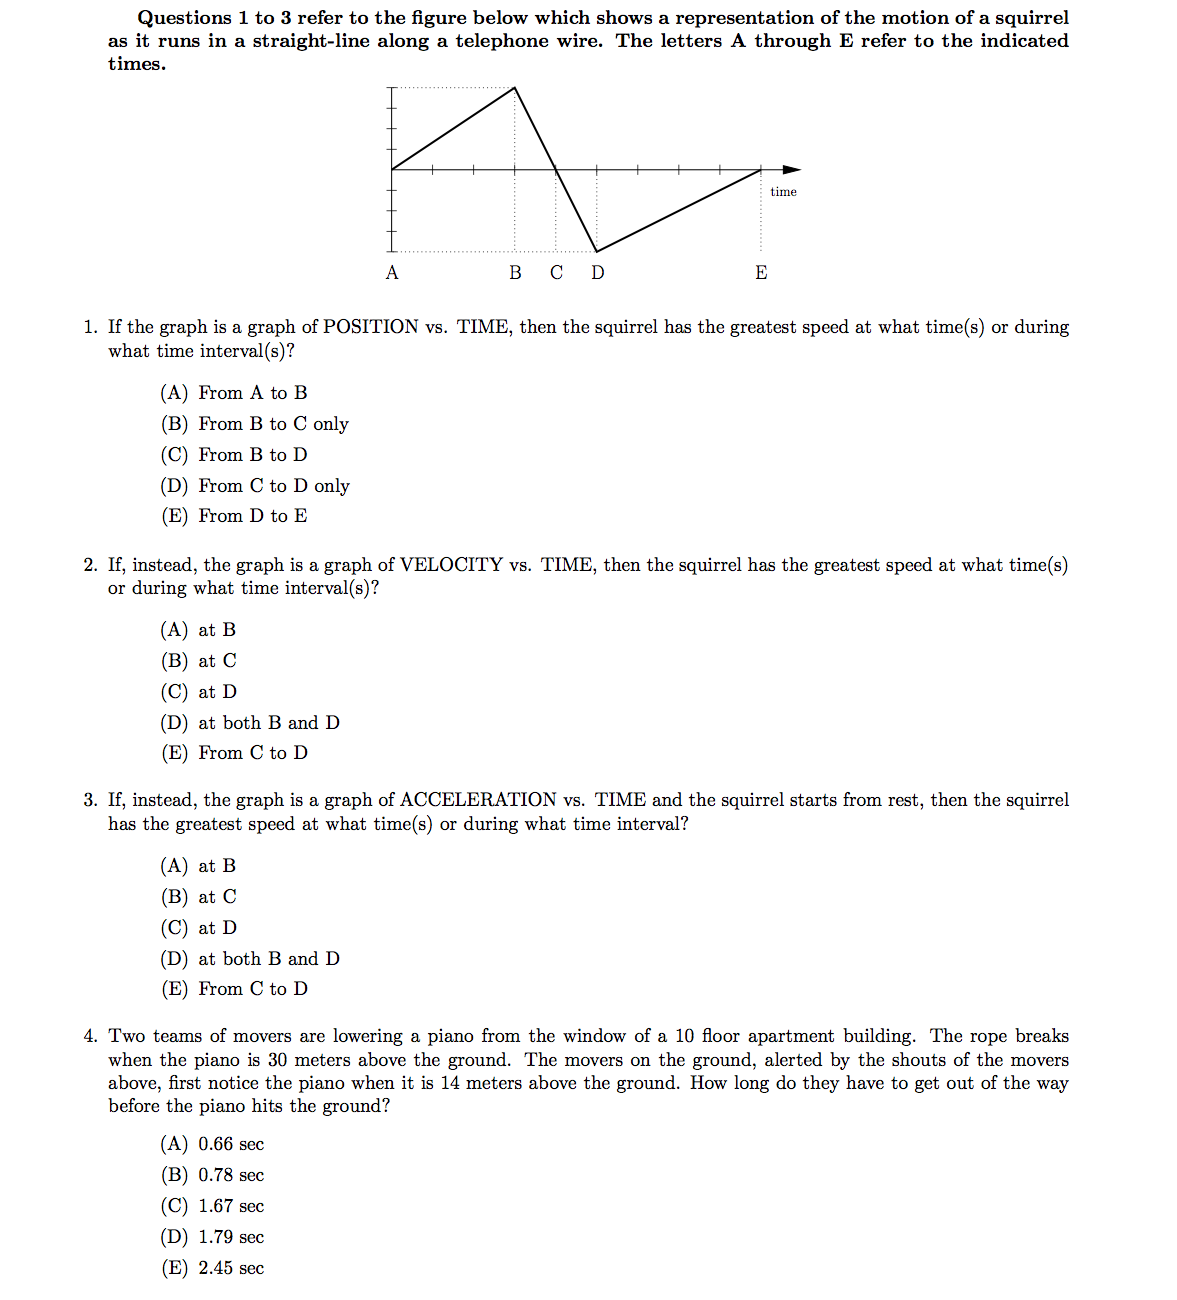 Questions 1 to 3 refer to the figure below which shows a representation of the motion of a squirrel
as it runs in a straight-line along a telephone wire. The letters A through E refer to the indicated
times.
time
A B C D E
1. If the graph is a graph of POSITION vs. TIME, then the squirrel has the greatest speed at what time(s) or during
what time interval(s)?
(A) From A to B
(B) From B to C only
(C) From B to D
(D) From C to D only
(E) From D to E
2. If, instead, the graph is a graph of VELOCITY vs. TIME, then the squirrel has the greatest speed at what time(s)
or during what time interval(s)?
(A) at B
(B) at C
(C) at D
(D) at both B and D
(E) From C to D
3. If, instead, the graph is a graph of ACCELERATION vs. TIME and the squirrel starts from rest, then the squirrel
has the greatest speed at what time(s) or during what time interval?
(A) at B
(B) at C
(C) at D
(D) at both B and D
(E) From C to D
4. Two teams of movers are lowering a piano from the window of a 10 floor apartment building. The rope breaks
when the piano is 30 meters above the ground. The movers on the ground, alerted by the shouts of the movers
above, first notice the piano when it is 14 meters above the ground. How long do they have to get out of the way
before the piano hits the ground?
(A) 0.66 sec
(B) 0.78 sec
(C) 1.67 sec
(D) 1.79 sec
(E) 2.45 sec